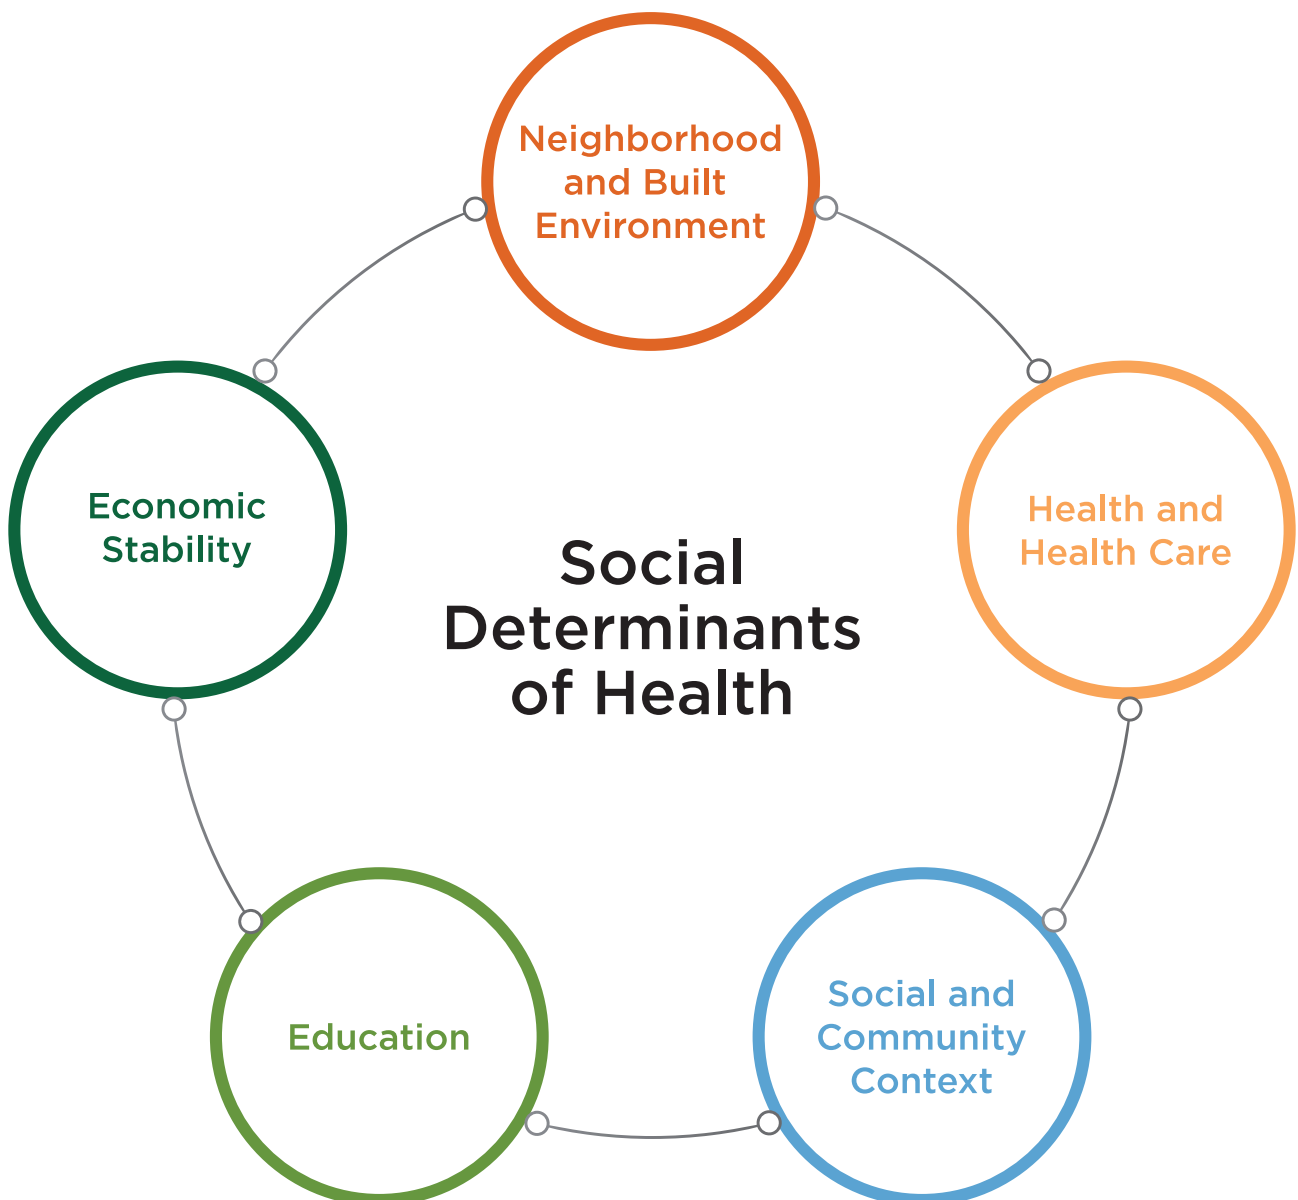 Neighborhood
and Built
Environment
Economic
Stability
Health and
Health Care
Social
Determinants
of Health
Education
Social and
Community
Context